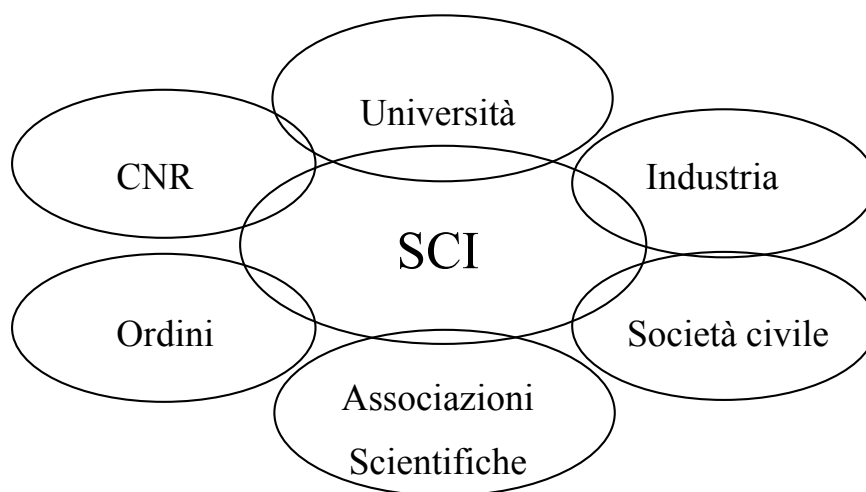 Università
CNR
Industria
SCI
Ordini
Società civile
Associazioni
Scientifiche